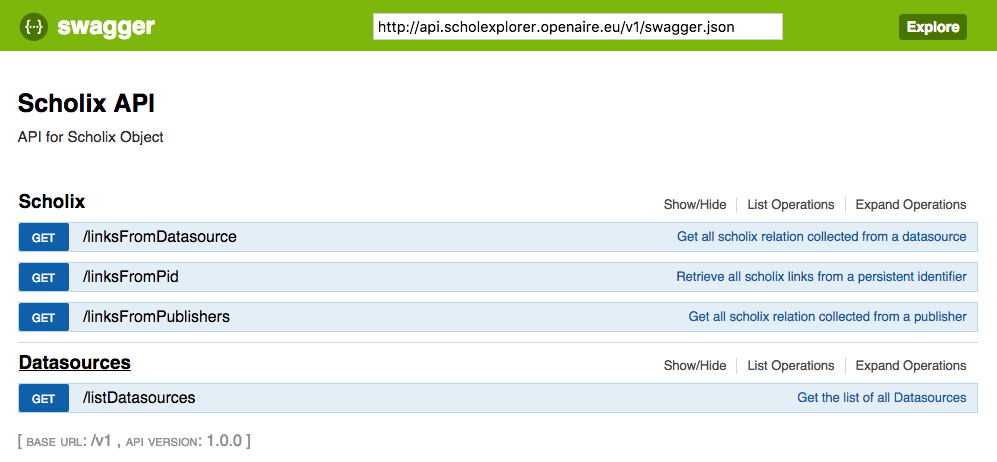 {···} swagger http://api.scholexplorer.openaire.eu/v1/swagger.json Explore
Scholix API
API for Scholix Object
Scholix Show/Hide List Operations Expand Operations
GET /linksFromDatasource Get all scholix relation collected from a datasource
GET /linksFromPid Retrieve all scholix links from a persistent identifier
GET /linksFromPublishers Get all scholix relation collected from a publisher
Datasources Show/Hide List Operations Expand Operations
GET /listDatasources Get the list of all Datasources
[ BASE URL: /v1 , API VERSION: 1.0.0 ]